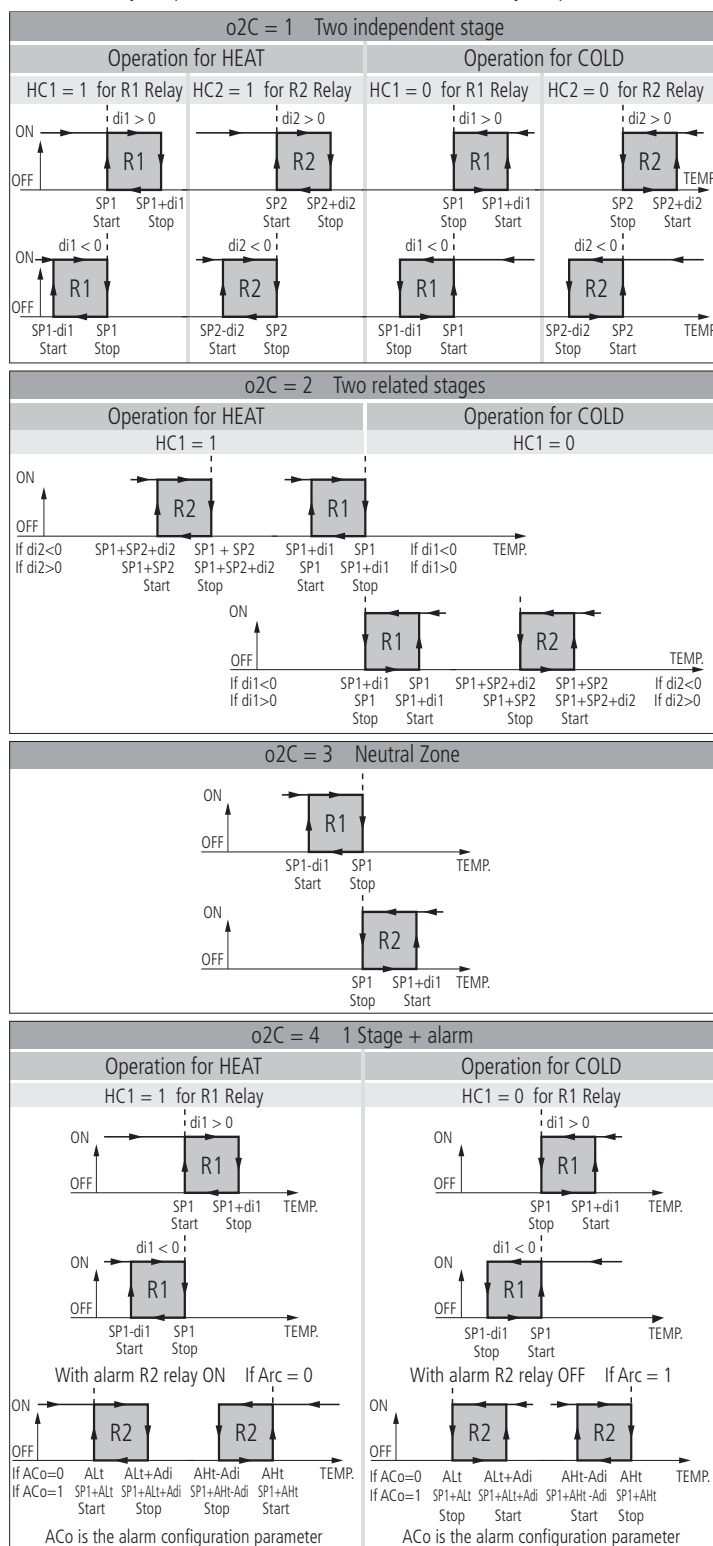 o2C = 1 Two independent stage
Operation for HEAT Operation for COLD
HC1 = 1 for R1 Relay HC2 = 1 for R2 Relay HC1 = 0 for R1 Relay HC2 = 0 for R2 Relay
di1 > 0 di2 > 0 di1 > 0 di2 > 0
ON
R1 R2 R1 R2
OFF TEMP
SP1 SP1+di1 SP2 SP2+di2 SP1 SP1+di1 SP2 SP2+di2
Start Stop Start Stop Stop Start Stop Start
di1 < 0 di2 < 0 di1 < 0 di2 < 0
ON
R1 R2 R1 R2
OFF
SP1-di1 SP1 SP2-di2 SP2 SP1-di1 SP1 SP2-di2 SP2 TEMP
Start Stop Start Stop Stop Start Stop Start
o2C = 2 Two related stages
Operation for HEAT Operation for COLD
HC1 = 1 HC1 = 0
ON
R2 R1
OFF
If di2<0 SP1+SP2+di2 SP1 + SP2 SP1+di1 SP1 If di1<0 TEMP.
If di2>0 SP1+SP2 SP1+SP2+di2 SP1 SP1+di1 If di1>0
Start Stop Start Stop
ON
R1 R2
OFF TEMP.
If di1<0 SP1+di1 SP1 SP1+SP2+di2 SP1+SP2 If di2<0
If di1>0 SP1 SP1+di1 SP1+SP2 SP1+SP2+di2 If di2>0
Stop Start Stop Start
o2C = 3 Neutral Zone
ON
R1
OFF
SP1-di1 SP1 TEMP.
Start Stop
ON
R2
OFF
SP1 SP1+di1 TEMP.
Stop Start
o2C = 4 1 Stage + alarm
Operation for HEAT Operation for COLD
HC1 = 1 for R1 Relay HC1 = 0 for R1 Relay
di1 > 0 di1 > 0
ON ON
R1 R1
OFF OFF
SP1 SP1+di1 TEMP. SP1 SP1+di1 TEMP.
Start Stop Stop Start
di1 < 0 di1 < 0
ON ON
R1 R1
OFF OFF
SP1-di1 SP1 TEMP. SP1-di1 SP1 TEMP.
Start Stop Stop Start
With alarm R2 relay ON If Arc = 0 With alarm R2 relay OFF If Arc = 1
ON ON
R2 R2 R2 R2
OFF OFF
If ACo=0 ALt ALt+Adi AHt-Adi AHt TEMP. If ACo=0 ALt ALt+Adi AHt-Adi AHt TEMP.
If ACo=1 SP1+ALt SP1+ALt+Adi SP1+AHt-Adi SP1+AHt If ACo=1 SP1+ALt SP1+ALt+Adi SP1+AHt -Adi SP1+AHt
Start Stop Stop Start Stop Start Start Stop
ACo is the alarm configuration parameter ACo is the alarm configuration parameter